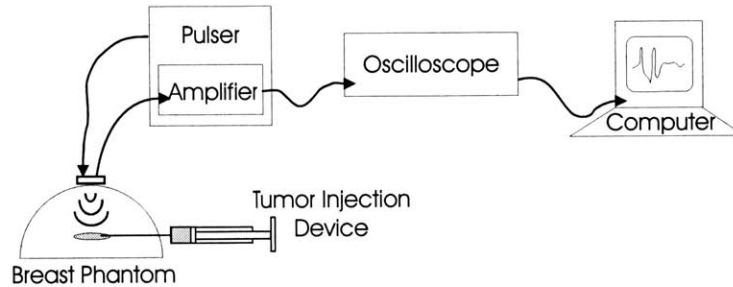 Pulser
Amplifier
Oscilloscope
Computer
Tumor Injection
Device
Breast Phantom